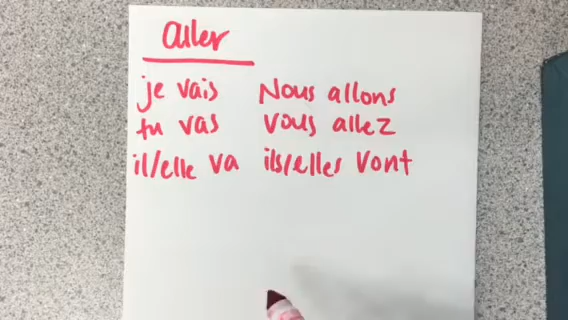 aller
je vais Nous allons
tu vas vous allez
il/elle va ils/elles vont